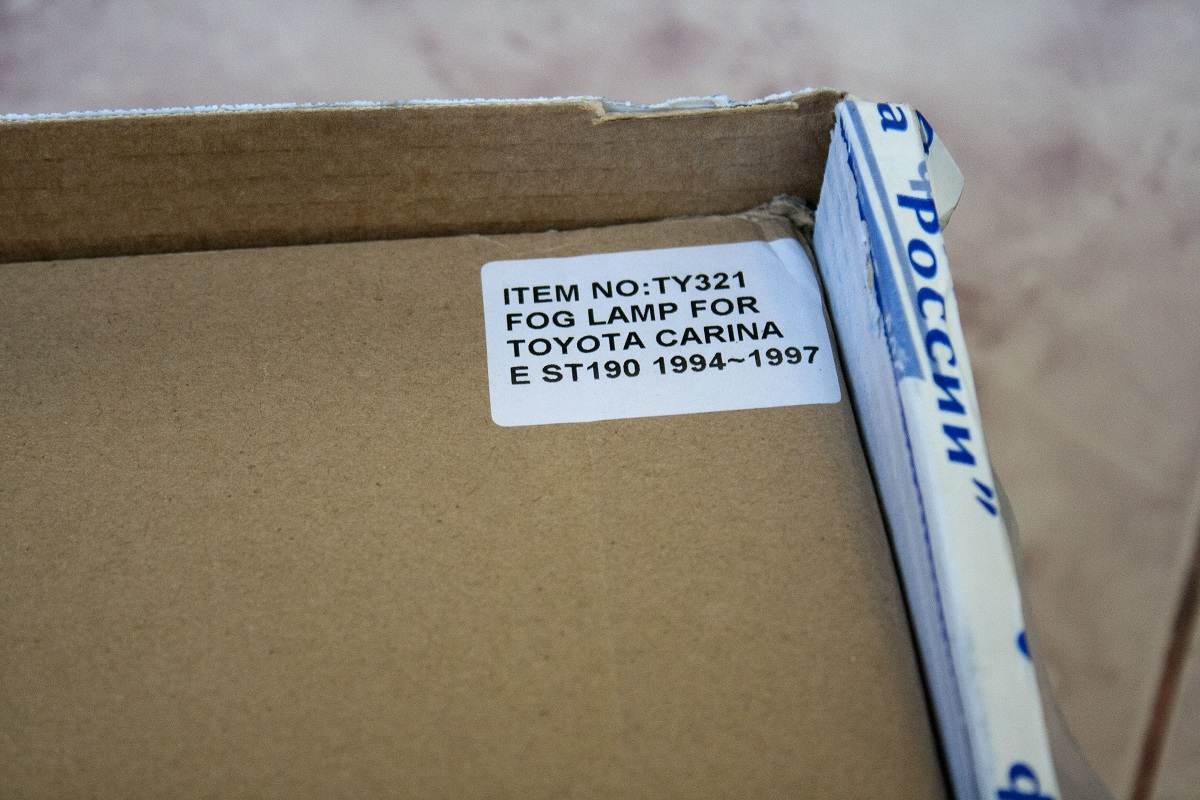 ITEM NO:TY321
FOG LAMP FOR
TOYOTA CARINA
E ST190 1994~1997
России”